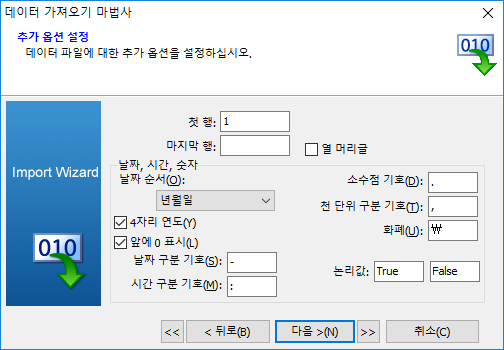 데이터 가져오기 마법사
추가 옵션 설정
데이터 파일에 대한 추가 옵션을 설정하십시오.
010
Import Wizard
010
첫 행: 1
마지막 행:
열 머리글
날짜, 시간, 숫자
날짜 순서(O):
년월일
4자리 연도(Y)
앞에 0 표시(L)
날짜 구분 기호(S): -
시간 구분 기호(M): :
소수점 기호(D): .
천 단위 구분 기호(T): ,
화폐(U): ₩
논리값: True False
<< < 뒤로(B) 다음 >(N) >> 취소(C)